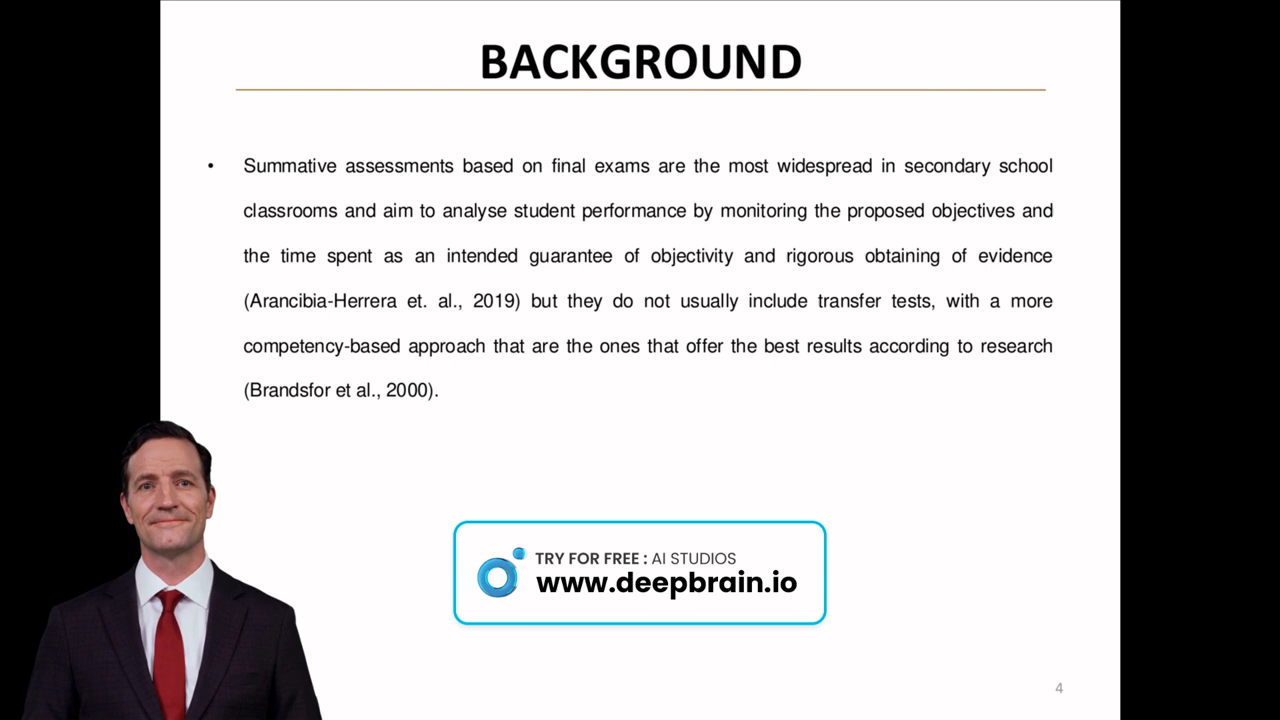 BACKGROUND
• Summative assessments based on final exams are the most widespread in secondary school
classrooms and aim to analyse student performance by monitoring the proposed objectives and
the time spent as an intended guarantee of objectivity and rigorous obtaining of evidence
(Arancibia-Herrera et. al., 2019) but they do not usually include transfer tests, with a more
competency-based approach that are the ones that offer the best results according to research
(Brandsfor et al., 2000).
TRY FOR FREE : AI STUDIOS
www.deepbrain.io
4